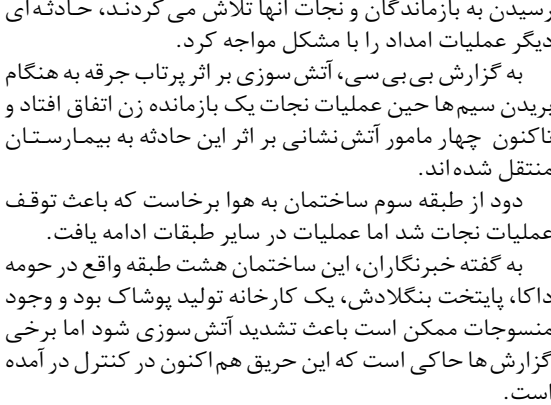 رسیدن به بازماندگان و نجات آنها تلاش می‌کردنـد، حـادثه‌ای
دیگر عملیات امداد را با مشکل مواجه کرد.
به گزارش بی‌بی‌سی، آتش‌سوزی بر اثر پرتاب جرقه به هنگام
بریدن سیم‌ها حین عملیات نجات یک بازمانده زن اتفاق افتاد و
تاکنون چهار مامور آتش‌نشانی بر اثر این حادثه به بیمـارسـتـان
منتقل شده‌اند.
دود از طبقه سوم ساختمان به هوا برخاست که باعث توقـف
عملیات نجات شد اما عملیات در سایر طبقات ادامه یافت.
به گفته خبرنگاران، این ساختمان هشت طبقه واقع در حومه
داکا، پایتخت بنگلادش، یک کارخانه تولید پوشاک بود و وجود
منسوجات ممکن است باعث تشدید آتش‌سوزی شود اما برخی
گزارش‌ها حاکی است که این حریق هم‌اکنون در کنترل در آمده
است.